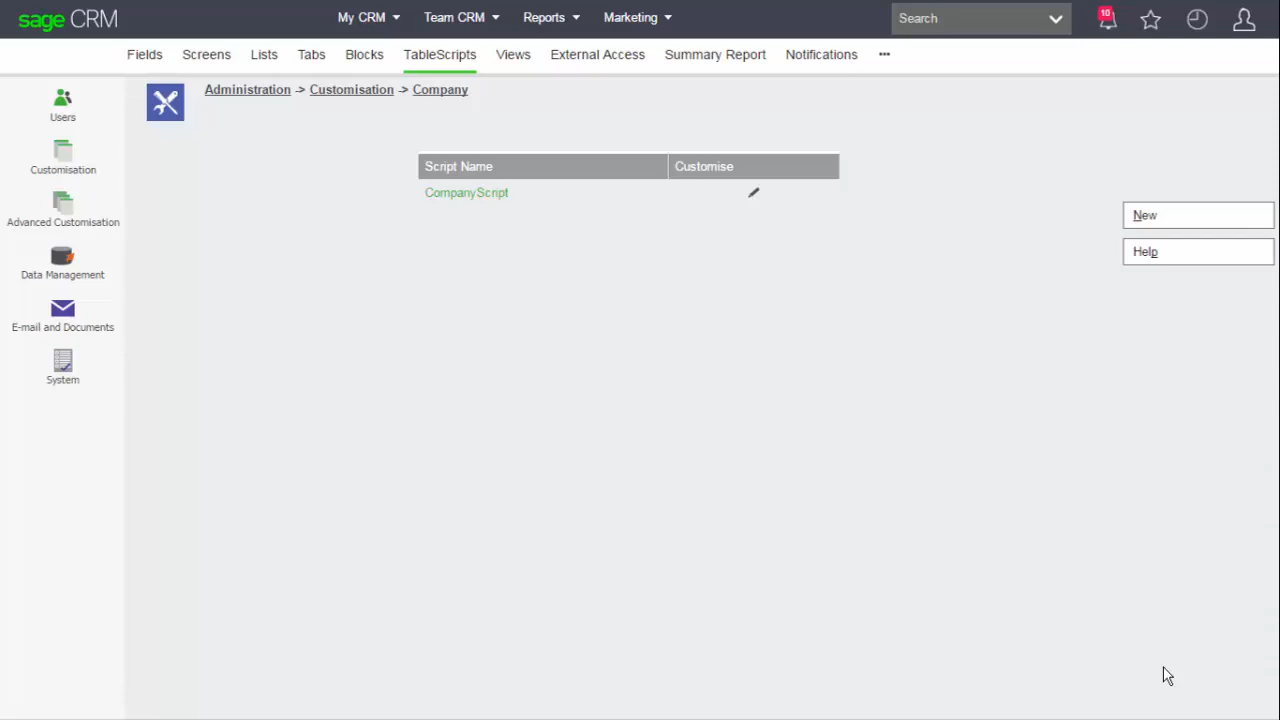 sage CRM
My CRM
Team CRM
Reports
Marketing
Search
10
Fields
Screens
Lists
Tabs
Blocks
TableScripts
Views
External Access
Summary Report
Notifications
Administration -> Customisation -> Company
Users
Customisation
Advanced Customisation
Data Management
E-mail and Documents
System
Script Name
Customise
CompanyScript
New
Help